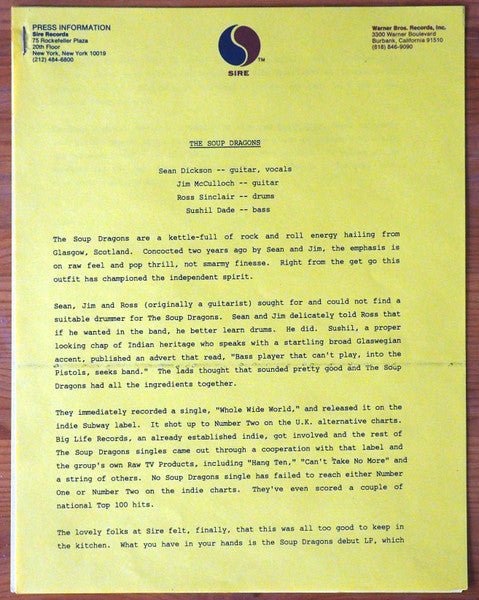 PRESS INFORMATION
Sire Records
75 Rockefeller Plaza
20th Floor
New York, New York 10019
(212) 484-6800
SIRE
TM
Warner Bros. Records, Inc.
3300 Warner Boulevard
Burbank, California 91510
(818) 846-9090
THE SOUP DRAGONS
Sean Dickson -- guitar, vocals
Jim McCulloch -- guitar
Ross Sinclair -- drums
Sushil Dade -- bass
The Soup Dragons are a kettle-full of rock and roll energy hailing from
Glasgow, Scotland. Concocted two years ago by Sean and Jim, the emphasis is
on raw feel and pop thrill, not smarmy finesse. Right from the get go this
outfit has championed the independent spirit.
Sean, Jim and Ross (originally a guitarist) sought for and could not find a
suitable drummer for The Soup Dragons. Sean and Jim delicately told Ross that
if he wanted in the band, he better learn drums. He did. Sushil, a proper
looking chap of Indian heritage who speaks with a startling broad Glaswegian
accent, published an advert that read, "Bass player that can't play, into the
Pistols, seeks band." The lads thought that sounded pretty good and The Soup
Dragons had all the ingredients together.
They immediately recorded a single, "Whole Wide World," and released it on the
indie Subway label. It shot up to Number Two on the U.K. alternative charts.
Big Life Records, an already established indie, got involved and the rest of
The Soup Dragons singles came out through a cooperation with that label and
the group's own Raw TV Products, including "Hang Ten," "Can't Take No More" and
a string of others. No Soup Dragons single has failed to reach either Number
One or Number Two on the indie charts. They've even scored a couple of
national Top 100 hits.
The lovely folks at Sire felt, finally, that this was all too good to keep in
the kitchen. What you have in your hands is the Soup Dragons debut LP, which